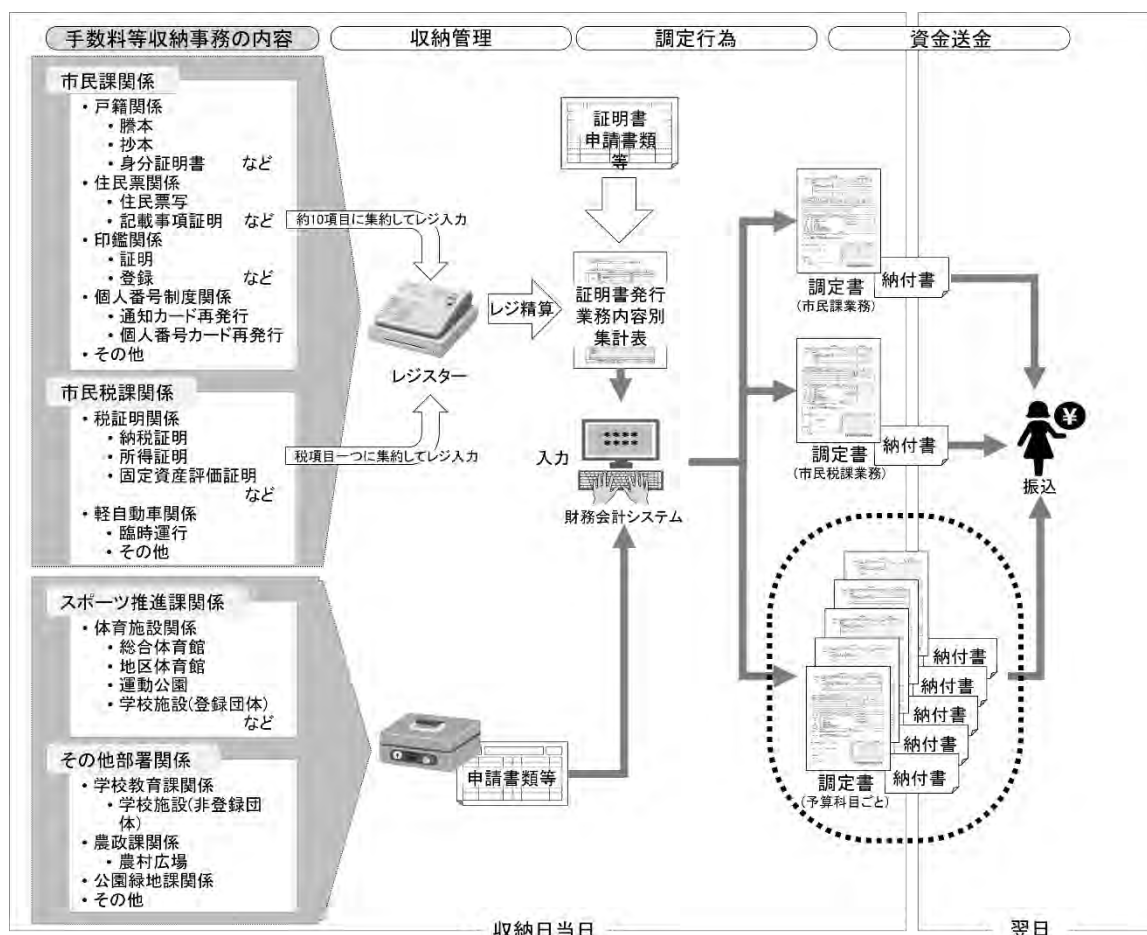 手数料等収納事務の内容
収納管理
調定行為
資金送金
市民課関係
・戸籍関係
・謄本
・抄本
・身分証明書 など
・住民票関係
・住民票写
・記載事項証明 など
・印鑑関係
・証明
・登録 など
・個人番号制度関係
・通知カード再発行
・個人番号カード再発行
・その他
市民税課関係
・税証明関係
・納税証明
・所得証明
・固定資産評価証明
など
・軽自動車関係
・臨時運行
・その他
スポーツ推進課関係
・体育施設関係
・総合体育館
・地区体育館
・運動公園
・学校施設(登録団体)
など
その他部署関係
・学校教育課関係
・学校施設(非登録団
体)
・農政課関係
・農村広場
・公園緑地課関係
・その他
約10項目に集約してレジ入力
レジスター
税項目一つに集約してレジ入力
レジ精算
申請書類等
証明書
申請書類
等
証明書発行
業務内容別
集計表
入力
財務会計システム
調定書
(市民課業務)
納付書
調定書
(市民税課業務)
納付書
納付書
納付書
納付書
納付書
納付書
調定書
(予算科目ごと)
¥
振込
収納日当日
翌日